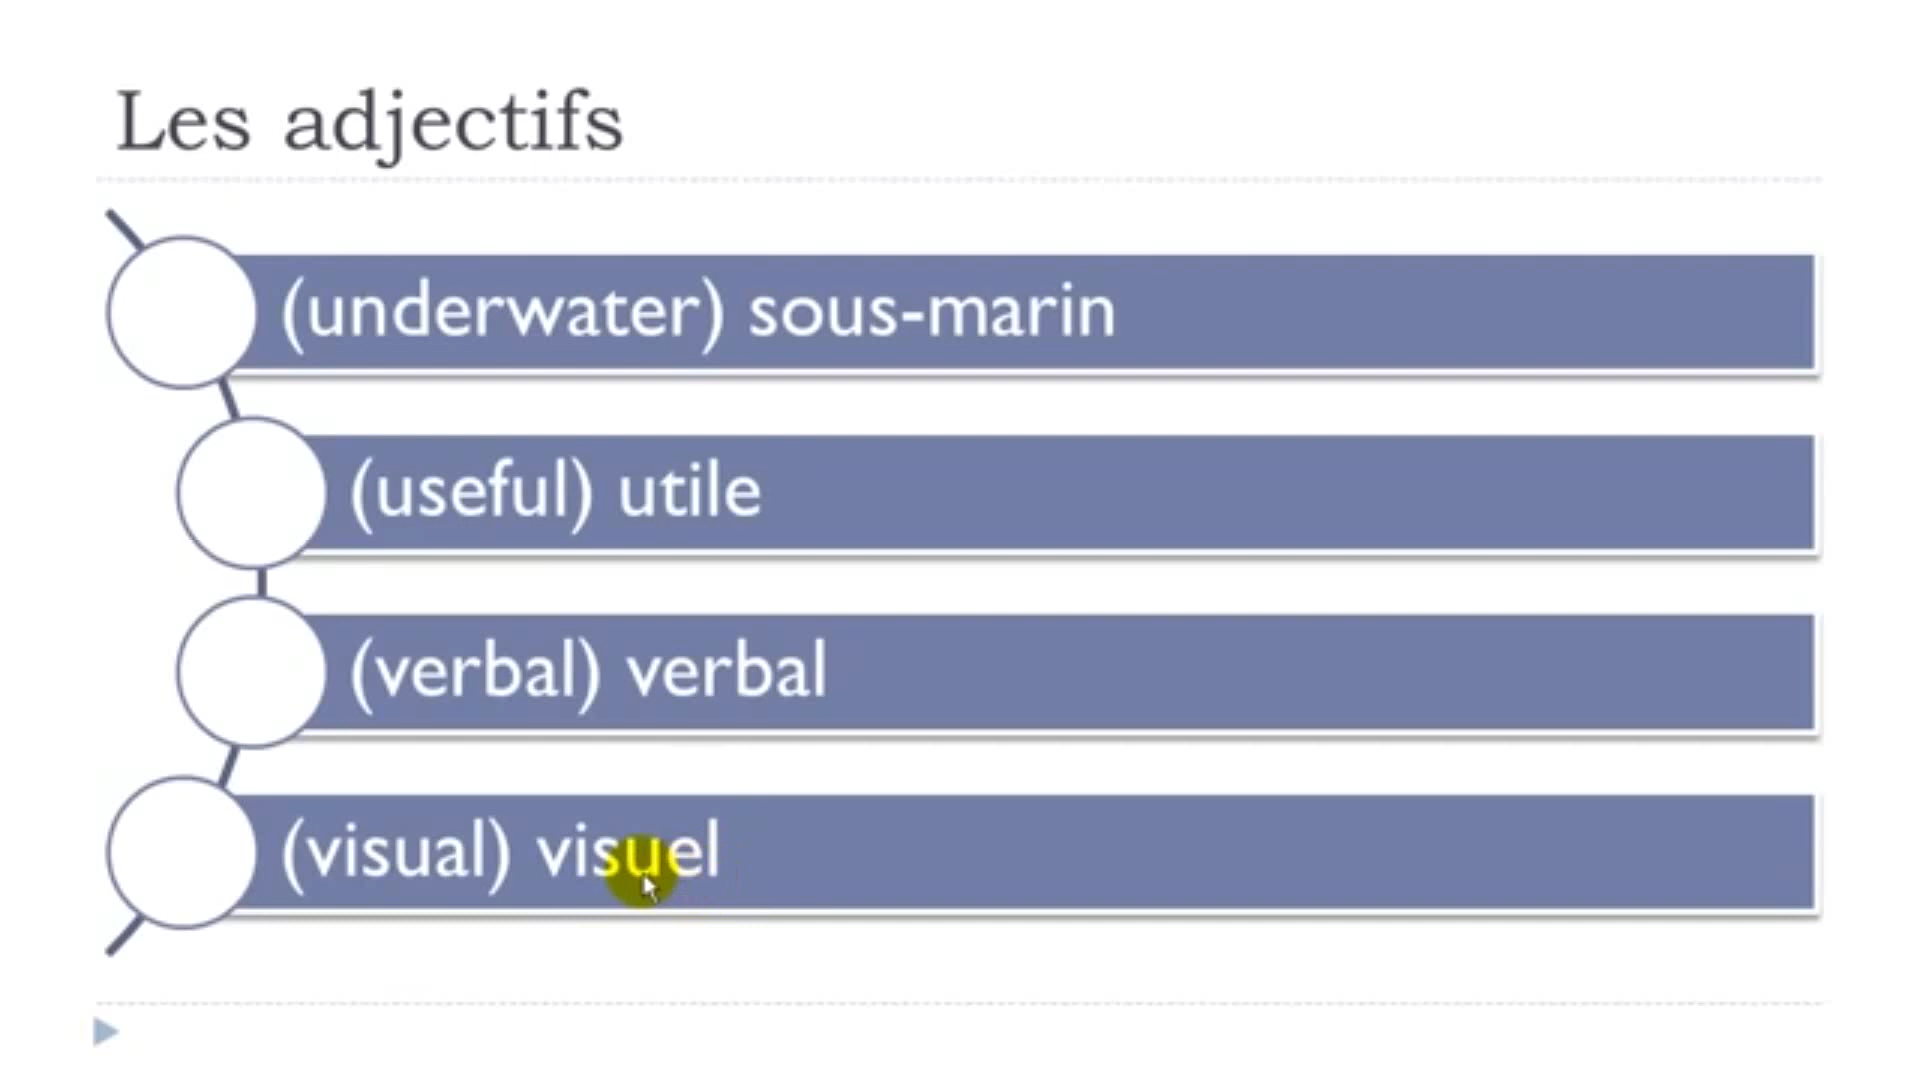 Les adjectifs
(underwater) sous-marin
(useful) utile
(verbal) verbal
(visual) visuel